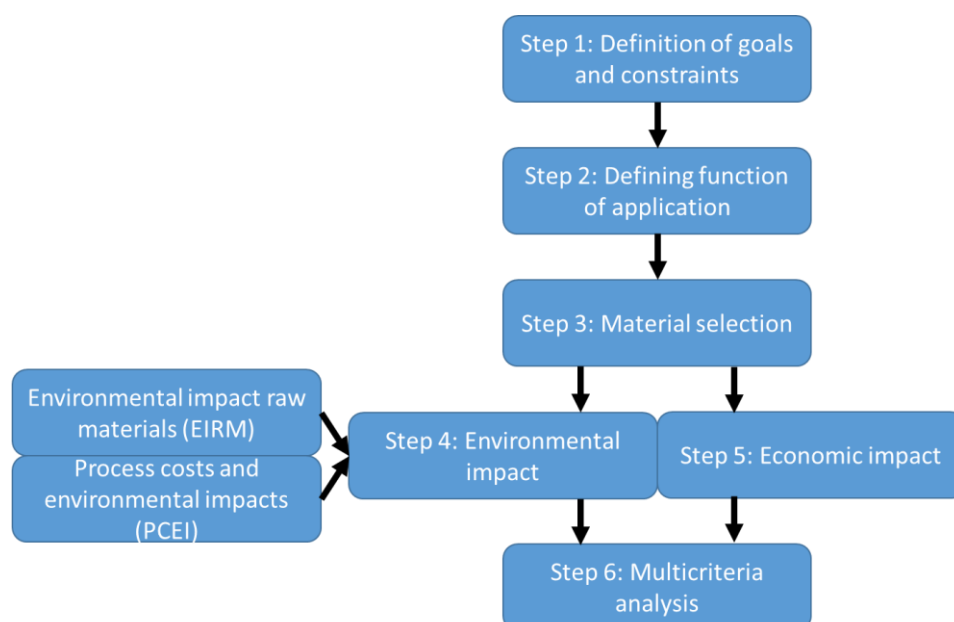 Step 1: Definition of goals
and constraints
Step 2: Defining function
of application
Step 3: Material selection
Environmental impact raw
materials (EIRM)
Process costs and
environmental impacts
(PCEI)
Step 4: Environmental
impact
Step 5: Economic impact
Step 6: Multicriteria
analysis